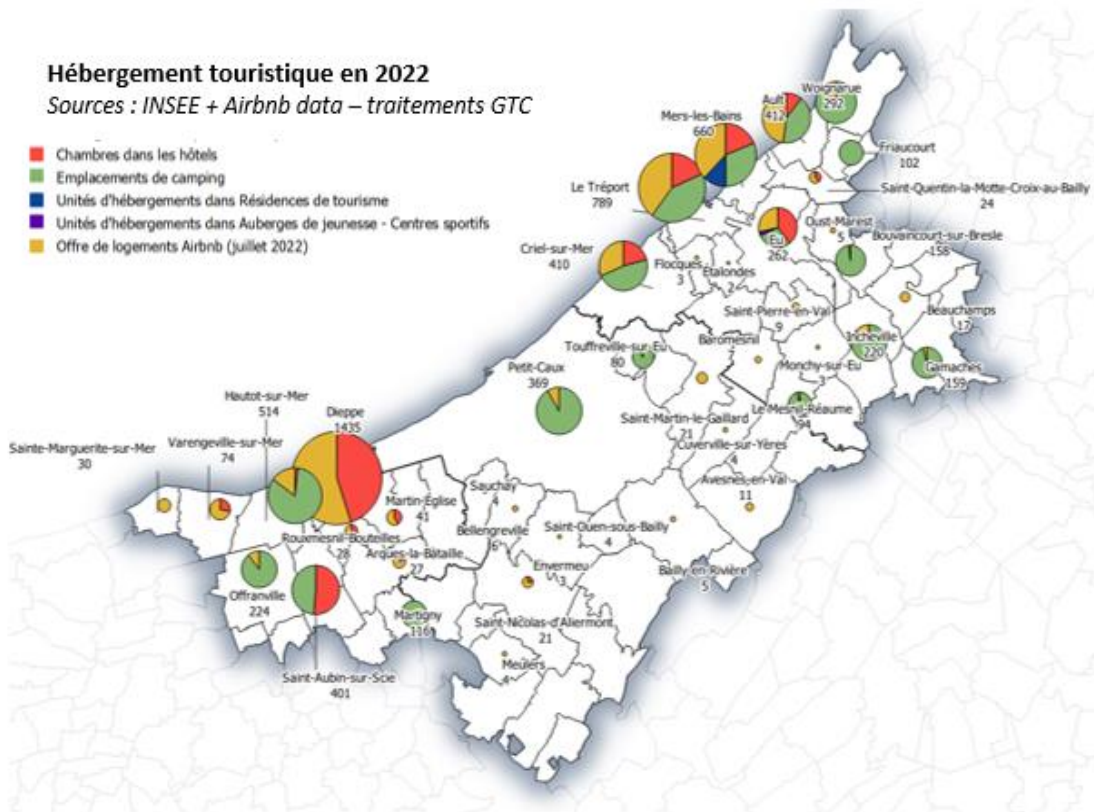 Hébergement touristique en 2022
Sources : INSEE + Airbnb data – traitements GTC
Chambres dans les hôtels
Emplacements de camping
Unités d'hébergements dans Résidences de tourisme
Unités d'hébergements dans Auberges de jeunesse - Centres sportifs
Offre de logements Airbnb (juillet 2022)
Woignarue
292
Ault
412
Mers-les-Bains
660
Friaucourt
102
Le Tréport
789
Saint-Quentin-la-Motte-Croix-au-Bailly
24
Oust-Marest
5
Eu
262
Bouvaincourt-sur-Bresle
158
Criel-sur-Mer
410
Flocques
3
Etalondes
2
Saint-Pierre-en-Val
9
Beauchamps
17
Incheville
220
Baromesnil
Touffreville-sur-Eu
80
Monchy-sur-Eu
3
Gamaches
159
Petit-Caux
369
Saint-Martin-le-Gaillard
21
Le-Mesnil-Réaume
94
Cuverville-sur-Yères
4
Hautot-sur-Mer
514
Dieppe
1435
Varengeville-sur-Mer
74
Sainte-Marguerite-sur-Mer
30
Avesnes-en-Val
11
Sauchay
4
Martin-Église
41
Bellengreville
6
Saint-Ouen-sous-Bailly
4
Rouxmesnil-Bouteilles
28
Arques-la-Bataille
27
Envermeu
3
Bailly-en-Rivière
5
Offranville
224
Martigny
116
Saint-Nicolas-d'Aliermont
21
Meulers
4
Saint-Aubin-sur-Scie
401